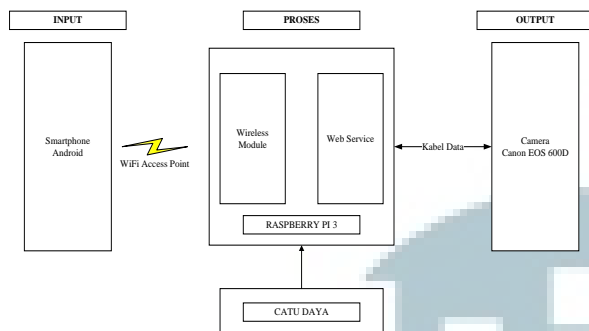 INPUT
PROSES
OUTPUT
Smartphone
Android
WiFi Access Point
Wireless
Module
Web Service
RASPBERRY PI 3
Kabel Data
Camera
Canon EOS 600D
CATU DAYA